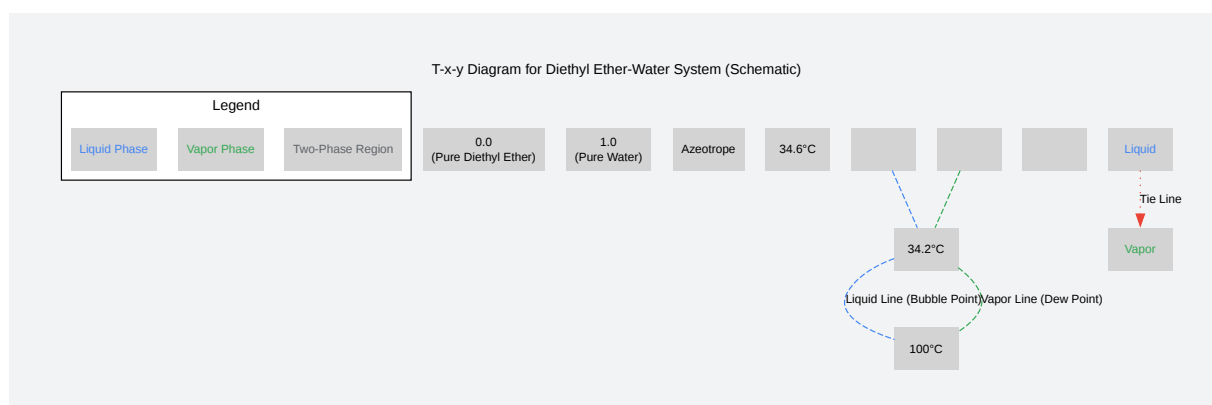 T-x-y Diagram for Diethyl Ether-Water System (Schematic)
Legend
Liquid Phase
Vapor Phase
Two-Phase Region
0.0
(Pure Diethyl Ether)
1.0
(Pure Water)
Azeotrope
34.6°C
Liquid
Tie Line
34.2°C
Vapor
Liquid Line (Bubble Point)
Vapor Line (Dew Point)
100°C